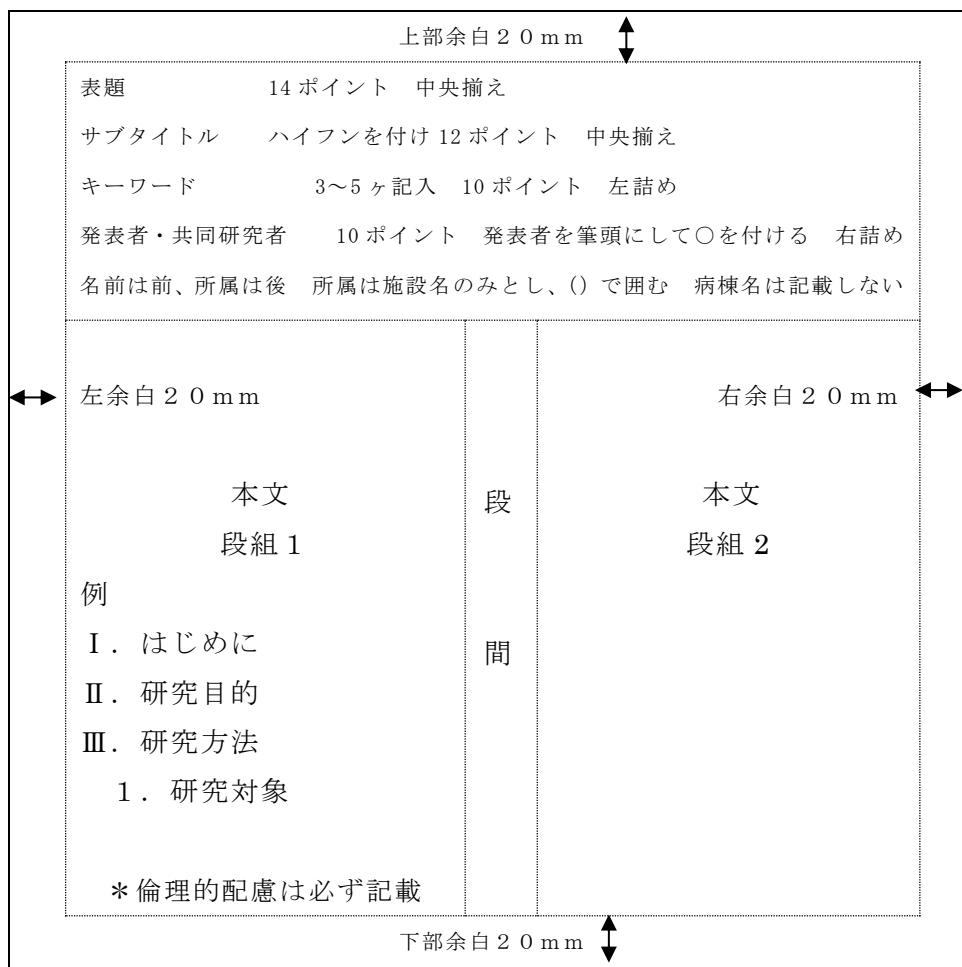 上部余白２０ｍｍ
表題　14ポイント　中央揃え
サブタイトル　ハイフンを付け12ポイント　中央揃え
キーワード　3～5ヶ記入　10ポイント　左詰め
発表者・共同研究者　10ポイント　発表者を筆頭にして〇を付ける　右詰め
名前は前、所属は後　所属は施設名のみとし、()で囲む　病棟名は記載しない
左余白２０ｍｍ
本文
段組1
例
Ⅰ．はじめに
Ⅱ．研究目的
Ⅲ．研究方法
１．研究対象
＊倫理的配慮は必ず記載
段
間
右余白２０ｍｍ
本文
段組2
下部余白２０ｍｍ